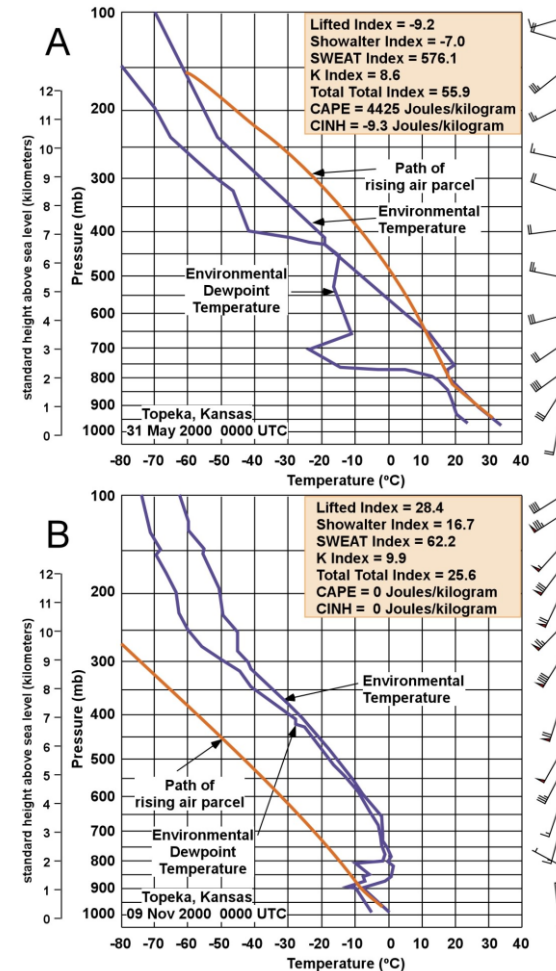 A
Lifted Index = -9.2
Showalter Index = -7.0
SWEAT Index = 576.1
K Index = 8.6
Total Total Index = 55.9
CAPE = 4425 Joules/kilogram
CINH = -9.3 Joules/kilogram
Path of
rising air parcel
Environmental
Temperature
Environmental
Dewpoint
Temperature
standard height above sea level (kilometers)
12
11
10
9
8
7
6
5
4
3
2
1
0
Pressure (mb)
100
200
300
400
500
600
700
800
900
1000
Topeka, Kansas
31 May 2000 0000 UTC
-80 -70 -60 -50 -40 -30 -20 -10 0 10 20 30 40
Temperature (ºC)
B
Lifted Index = 28.4
Showalter Index = 16.7
SWEAT Index = 62.2
K Index = 9.9
Total Total Index = 25.6
CAPE = 0 Joules/kilogram
CINH = 0 Joules/kilogram
Environmental
Temperature
Path of
rising air parcel
Environmental
Dewpoint
Temperature
standard height above sea level (kilometers)
12
11
10
9
8
7
6
5
4
3
2
1
0
Pressure (mb)
100
200
300
400
500
600
700
800
900
1000
Topeka, Kansas
09 Nov 2000 0000 UTC
-80 -70 -60 -50 -40 -30 -20 -10 0 10 20 30 40
Temperature (ºC)